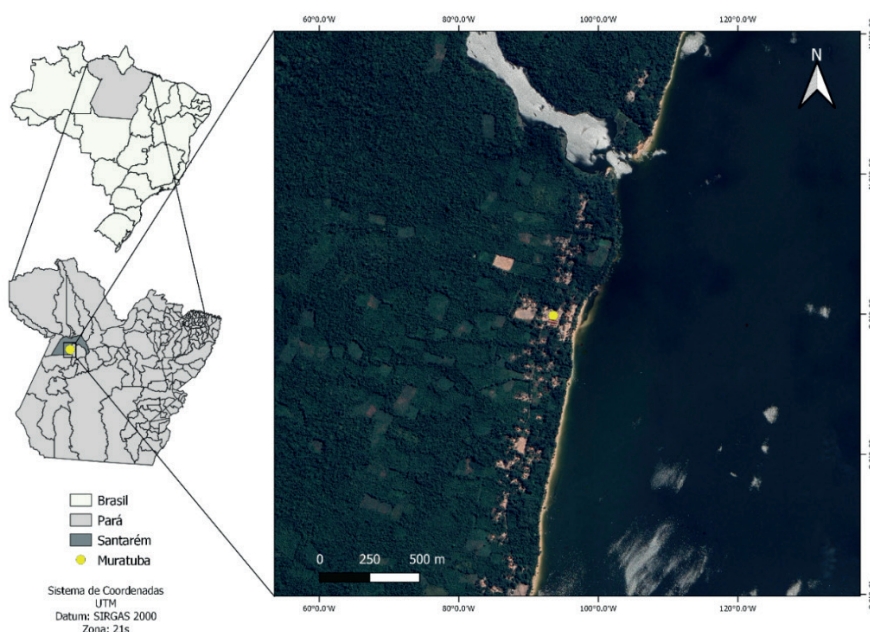 60°0.0'W 80°0.0'W 100°0.0'W 120°0.0'W
N
Brasil
Pará
Santarém
Muratuba
Sistema de Coordenadas
UTM
Datum: SIRGAS 2000
Zona: 21s
0 250 500 m
60°0.0'W 80°0.0'W 100°0.0'W 120°0.0'W